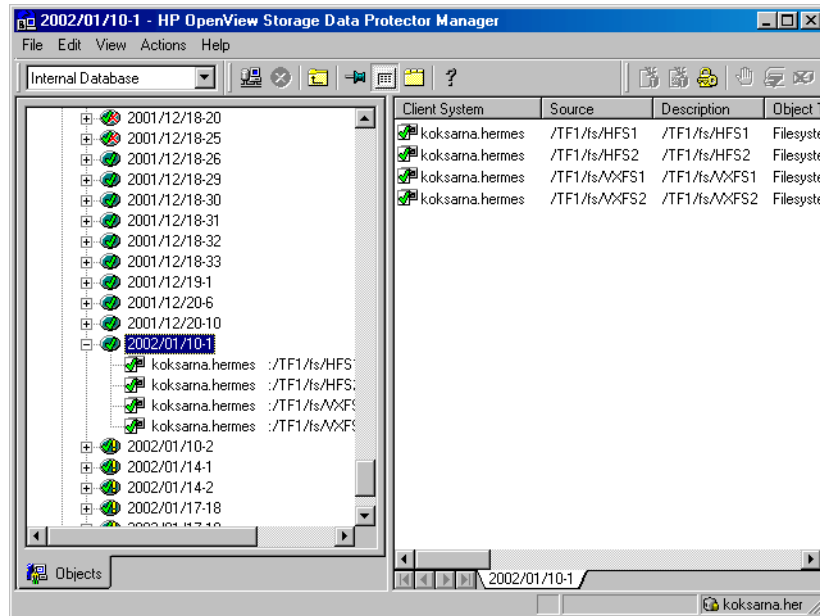 2002/01/10-1 - HP OpenView Storage Data Protector Manager
File Edit View Actions Help
Internal Database
2001/12/18-20
2001/12/18-25
2001/12/18-26
2001/12/18-29
2001/12/18-30
2001/12/18-31
2001/12/18-32
2001/12/18-33
2001/12/19-1
2001/12/20-6
2001/12/20-10
2002/01/10-1
koksarna.hermes :/TF1/fs/HFS
koksarna.hermes :/TF1/fs/HFS
koksarna.hermes :/TF1/fs/VXFS
koksarna.hermes :/TF1/fs/VXFS
2002/01/10-2
2002/01/14-1
2002/01/14-2
2002/01/17-18
Objects
Client System Source Description Object T
koksarna.hermes /TF1/fs/HFS1 /TF1/fs/HFS1 Filesyste
koksarna.hermes /TF1/fs/HFS2 /TF1/fs/HFS2 Filesyste
koksarna.hermes /TF1/fs/VXFS1 /TF1/fs/VXFS1 Filesyste
koksarna.hermes /TF1/fs/VXFS2 /TF1/fs/VXFS2 Filesyste
2002/01/10-1
koksarna.her